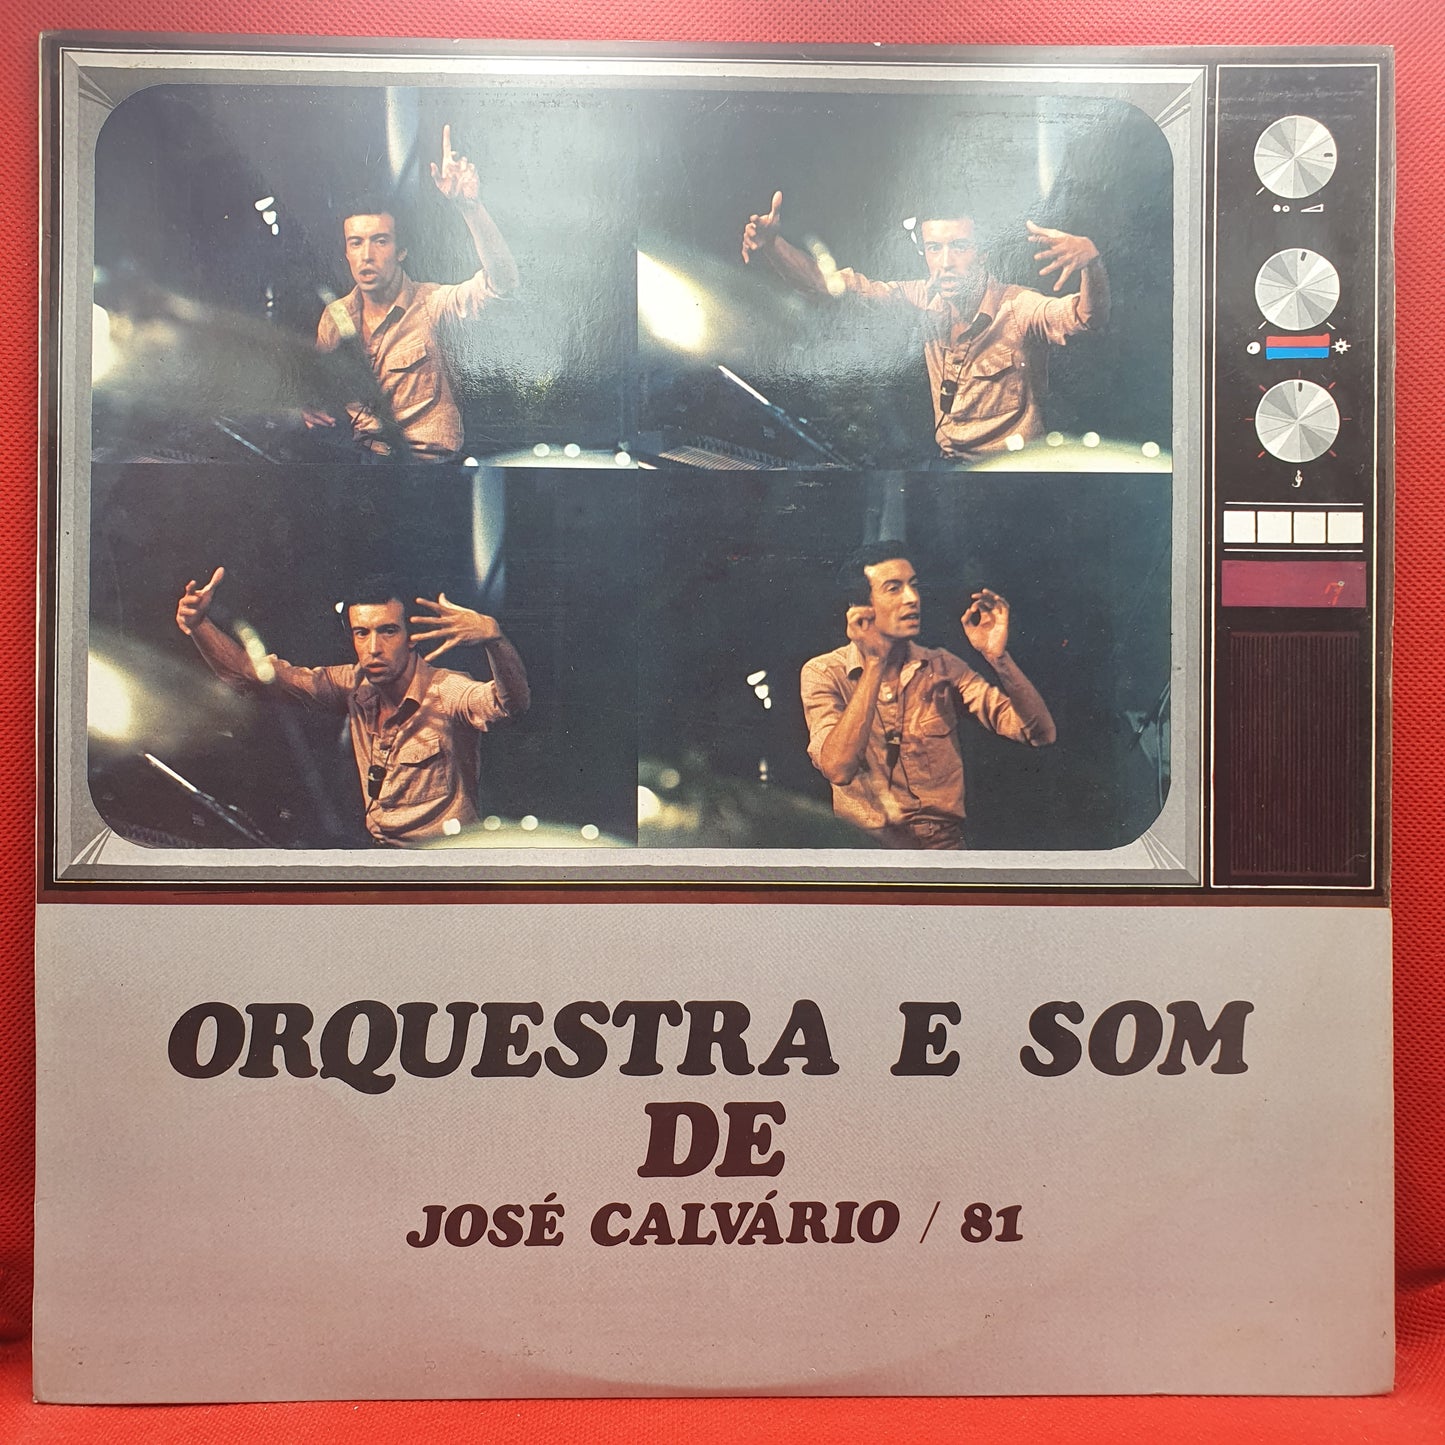 ORQUESTRA E SOM
DE
JOSÉ CALVÁRIO / 81